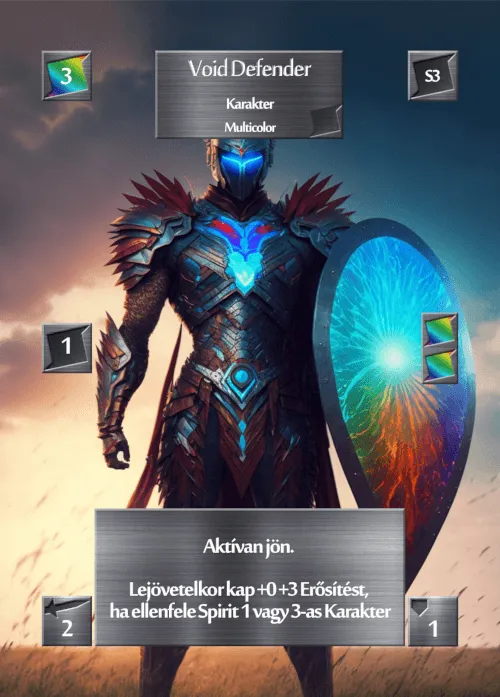 3
Void Defender
S3
Karakter
Multicolor
1
Aktívan jön.
Lejövetelkor kap +0 +3 Erősítést,
ha ellenfele Spirit 1 vagy 3-as Karakter
2
1